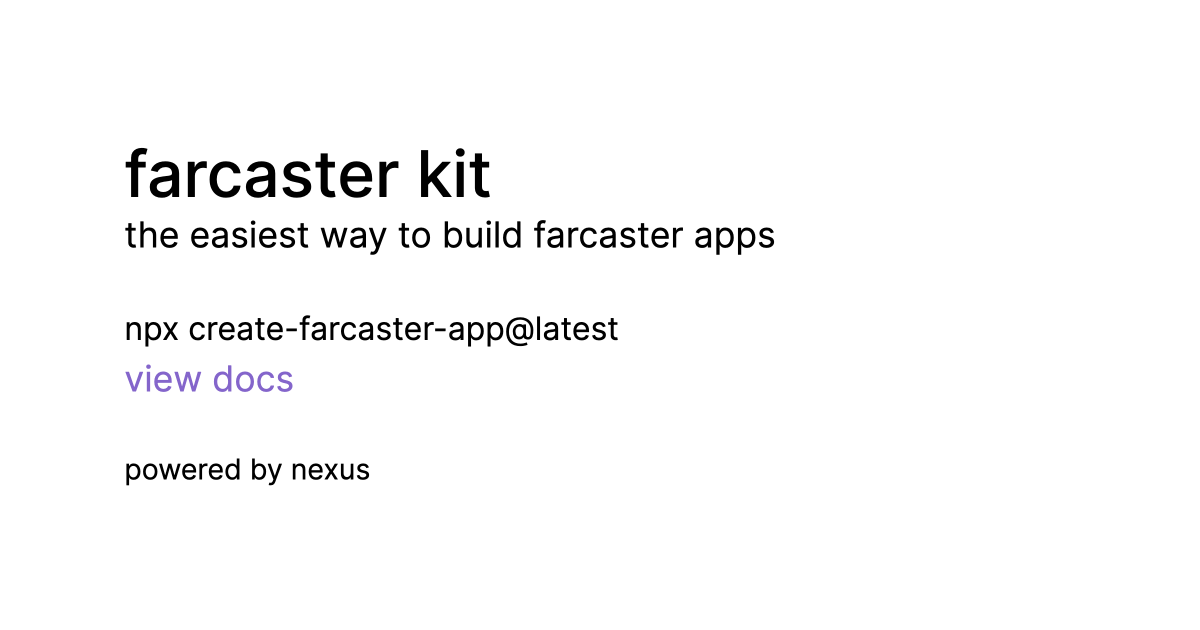 farcaster kit
the easiest way to build farcaster apps
npx create-farcaster-app@latest
view docs
powered by nexus